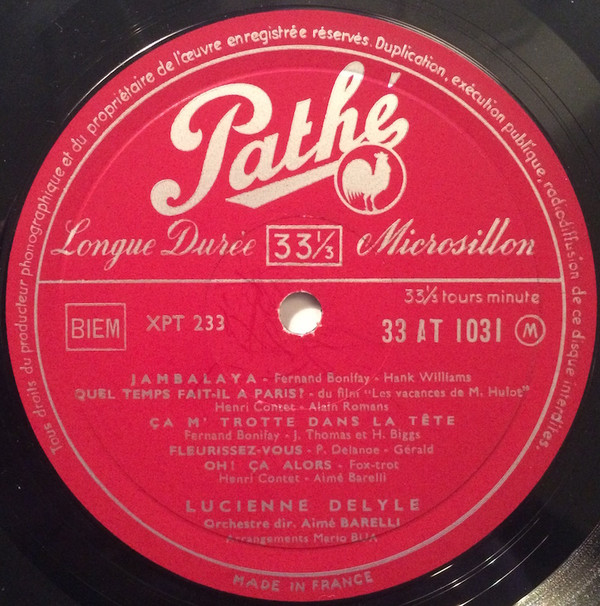 Tous droits du producteur phonographique et du propriétaire de l'œuvre enregistrée réservés. Duplication, exécution publique, radiodiffusion de ce disque interdites.
Pathé
Longue Durée 33⅓ Microsillon
33⅓ tours minute
BIEM XPT 233 33 AT 1031 M
JAMBALAYA - Fernand Bonifay - Hank Williams
QUEL TEMPS FAIT-IL A PARIS? - du film "Les vacances de M. Hulot"
Henri Contet - Alain Romans
ÇA M' TROTTE DANS LA TÊTE
Fernand Bonifay - J. Thomas et H. Biggs
FLEURISSEZ-VOUS - P. Delanoe - Gérald
OH! ÇA ALORS - Fox-trot
Henri Contet - Aimé Barelli
LUCIENNE DELYLE
Orchestre dir. Aimé BARELLI
Arrangements Mario BUA
MADE IN FRANCE